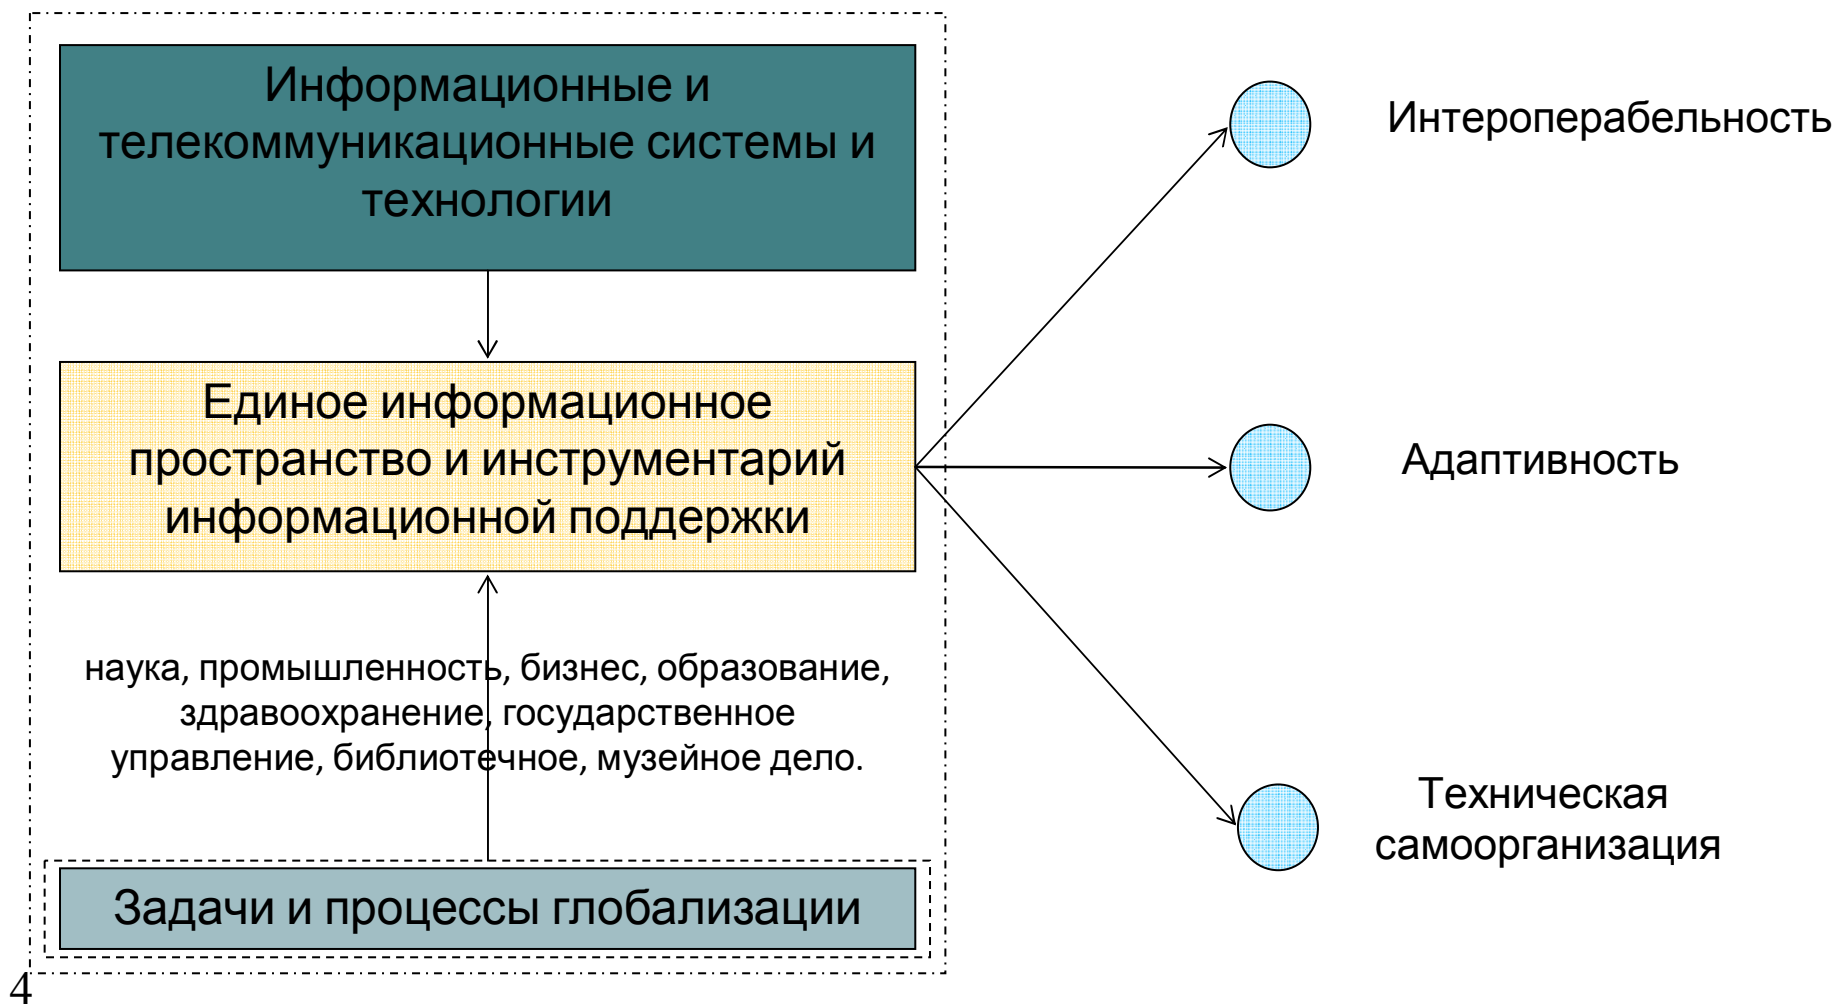 Информационные и
телекоммуникационные системы и
технологии
Единое информационное
пространство и инструментарий
информационной поддержки
наука, промышленность, бизнес, образование,
здравоохранение, государственное
управление, библиотечное, музейное дело.
Задачи и процессы глобализации
Интероперабельность
Адаптивность
Техническая
самоорганизация
4